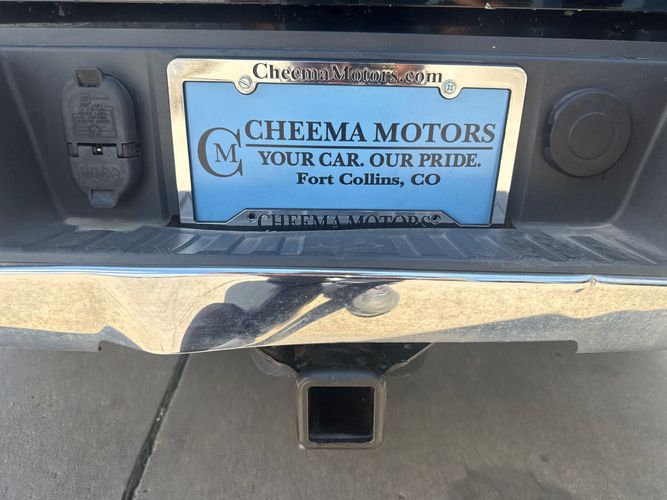 CheemaMotors.com
CM
CHEEMA MOTORS
YOUR CAR. OUR PRIDE.
Fort Collins, CO
CHEEMA MOTORS